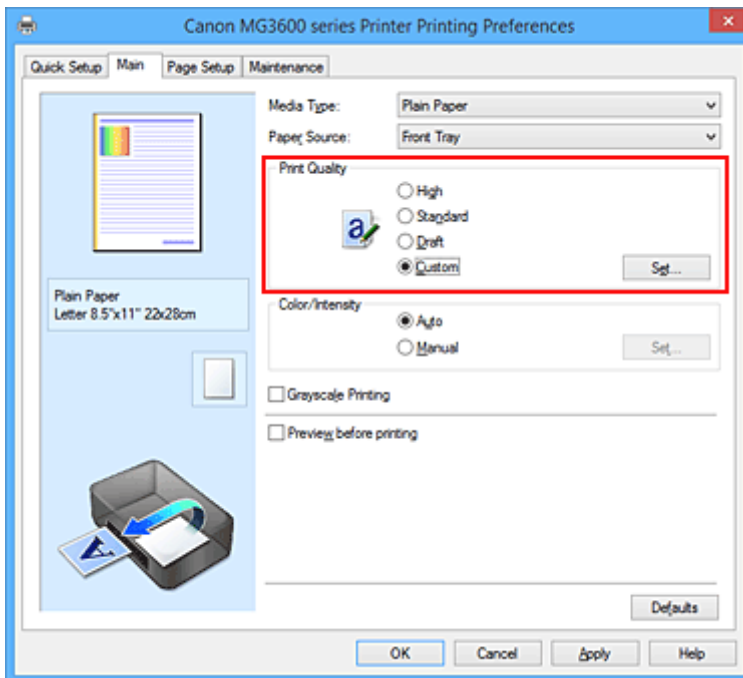 Canon MG3600 series Printer Printing Preferences
Quick Setup Main Page Setup Maintenance
Media Type: Plain Paper
Paper Source: Front Tray
Print Quality
High
Standard
a
Draft
Custom Set...
Plain Paper
Letter 8.5"x11" 22x28cm
Color/Intensity
Auto
Manual Set...
Grayscale Printing
Preview before printing
A
Defaults
OK Cancel Apply Help